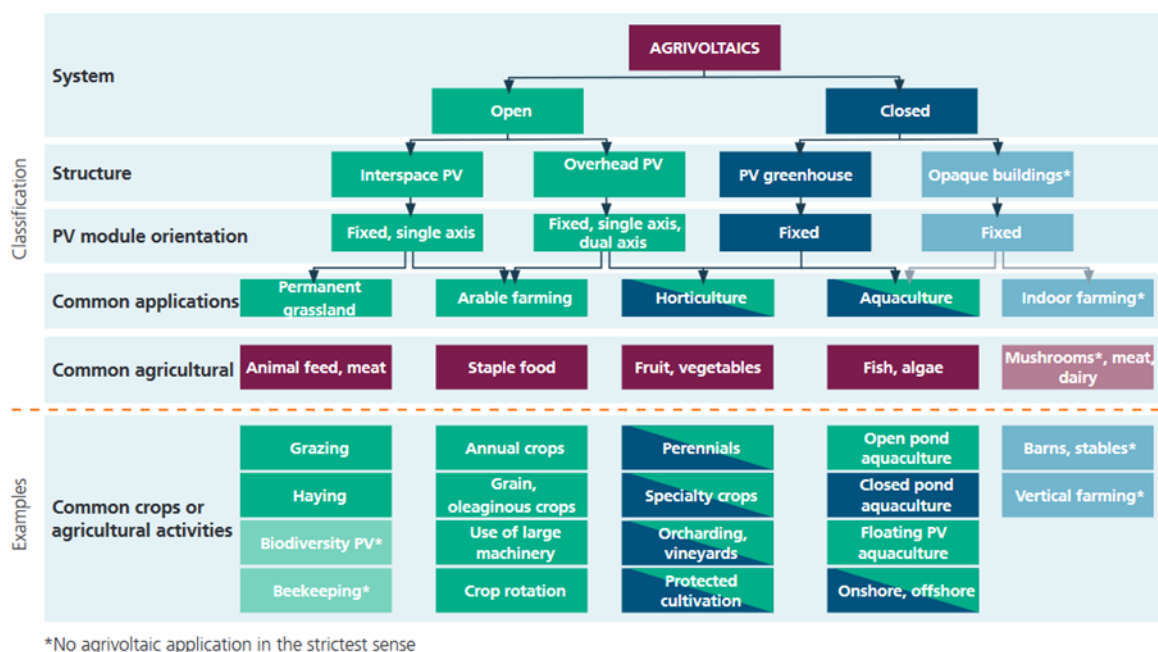 AGRIVOLTAICS
System
Open
Closed
Classification
Structure
Interspace PV
Overhead PV
PV greenhouse
Opaque buildings*
PV module orientation
Fixed, single axis
Fixed, single axis,
dual axis
Fixed
Fixed
Common applications
Permanent
grassland
Arable farming
Horticulture
Aquaculture
Indoor farming*
Common agricultural
Animal feed, meat
Staple food
Fruit, vegetables
Fish, algae
Mushrooms*, meat,
dairy
Examples
Common crops or
agricultural activities
Grazing
Haying
Biodiversity PV*
Beekeeping*
Annual crops
Grain,
oleaginous crops
Use of large
machinery
Crop rotation
Perennials
Specialty crops
Orcharding,
vineyards
Protected
cultivation
Open pond
aquaculture
Closed pond
aquaculture
Floating PV
aquaculture
Onshore, offshore
Barns, stables*
Vertical farming*
*No agrivoltaic application in the strictest sense